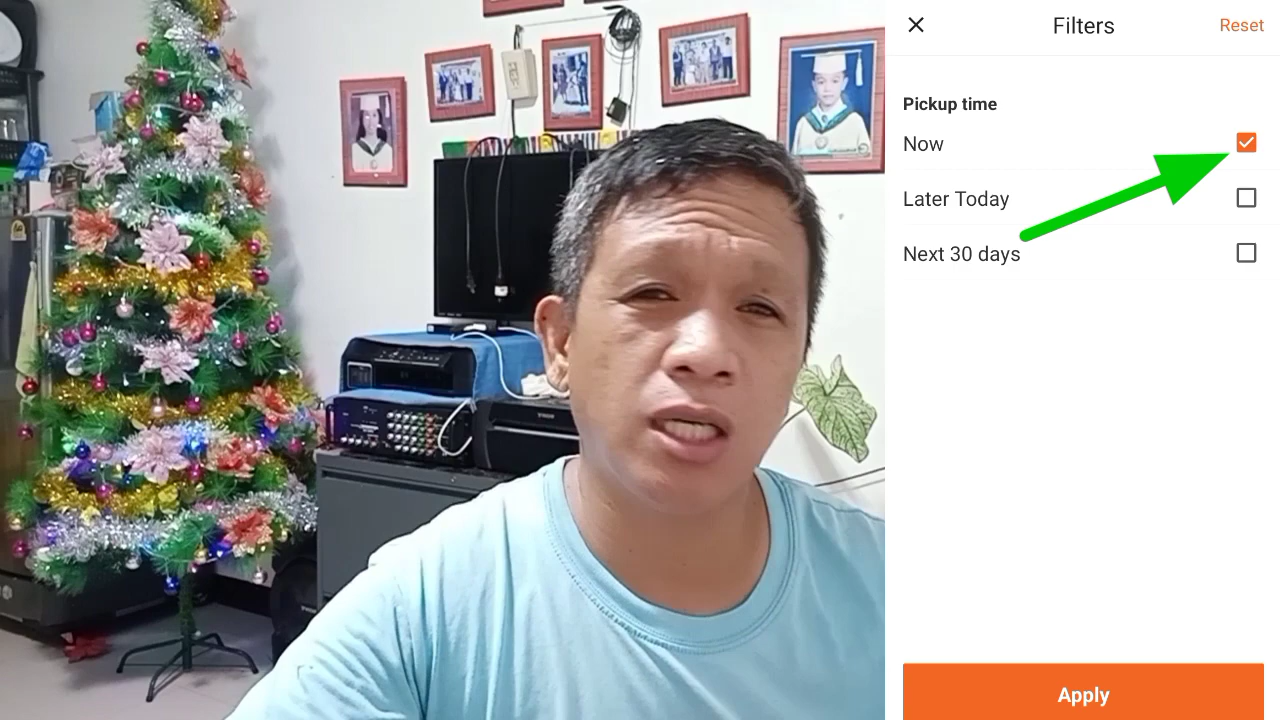 Filters
Reset
Pickup time
Now
Later Today
Next 30 days
Apply